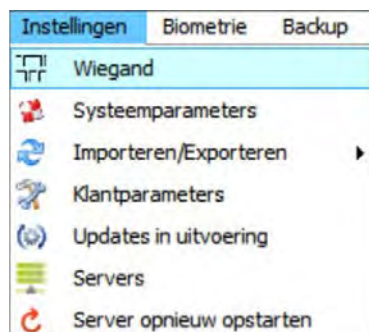 Instellingen Biometrie Backup
Wiegand
Systeemparameters
Importeren/Exporteren
Klantparameters
Updates in uitvoering
Servers
Server opnieuw opstarten